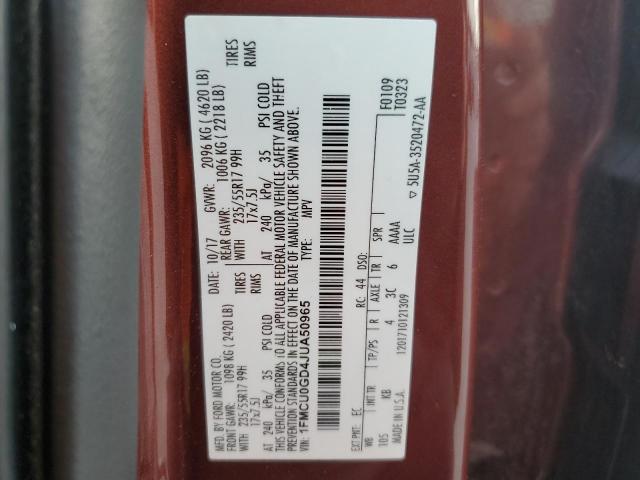 MFG. BY FORD MOTOR CO.
DATE: 10/17 GVWR: 2096 KG ( 4620 LB)
FRONT GAWR: 1098 KG ( 2420 LB) REAR GAWR: 1006 KG ( 2218 LB)
WITH 235/55R17 99H TIRES WITH 235/55R17 99H TIRES
17x7.5J RIMS 17x7.5J RIMS
AT 240 kPa/ 35 PSI COLD AT 240 kPa/ 35 PSI COLD
THIS VEHICLE CONFORMS TO ALL APPLICABLE FEDERAL MOTOR VEHICLE SAFETY AND THEFT
PREVENTION STANDARDS IN EFFECT ON THE DATE OF MANUFACTURE SHOWN ABOVE.
VIN: 1FMCU0GD4JUA50965 TYPE: MPV
F0109
T0323
EXT PNT: EC RC: 44 DSO:
WB INT TR TP/PS R AXLE TR SPR
105 KB 4 3C 6 AAAA
MADE IN U.S.A. 1201710121309 ULC
▽ 5U5A-3520472-AA